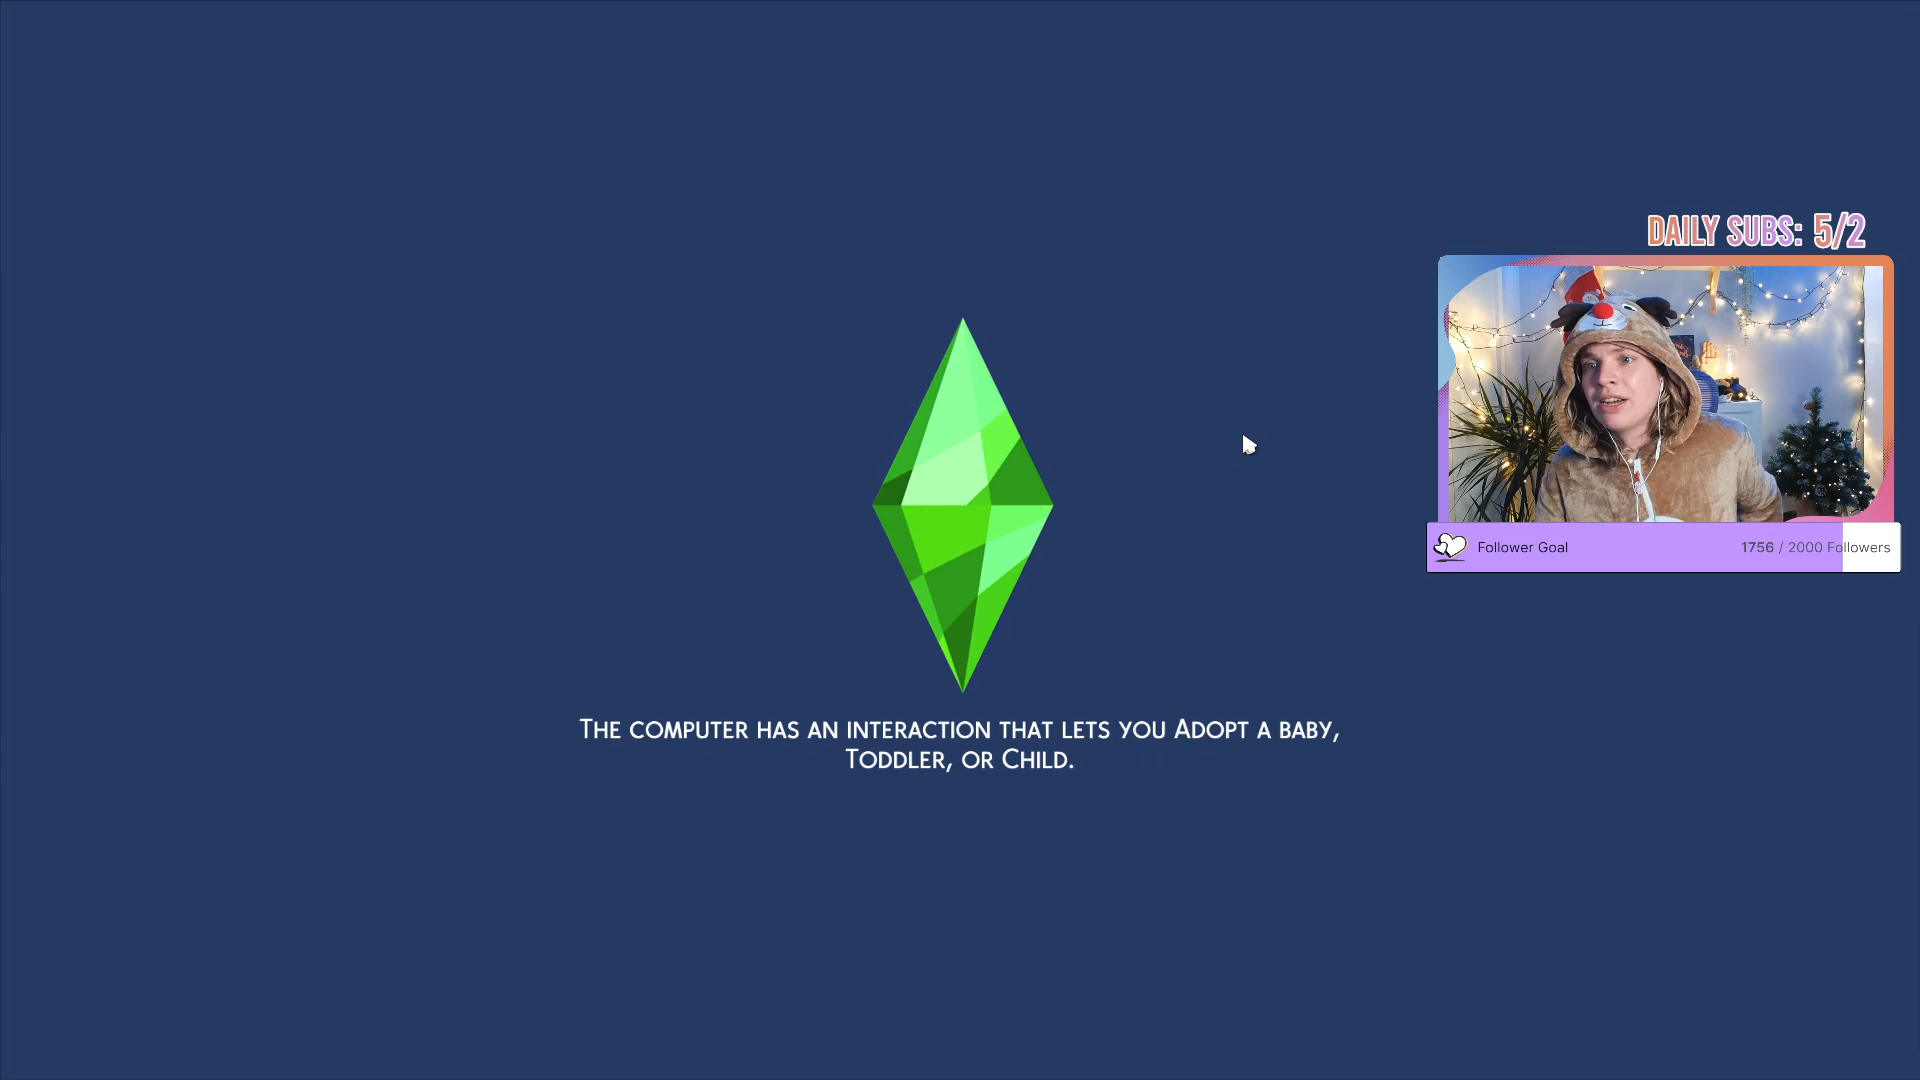 DAILY SUBS: 5/2
Follower Goal 1756 / 2000 Followers
THE COMPUTER HAS AN INTERACTION THAT LETS YOU ADOPT A BABY,
TODDLER, OR CHILD.